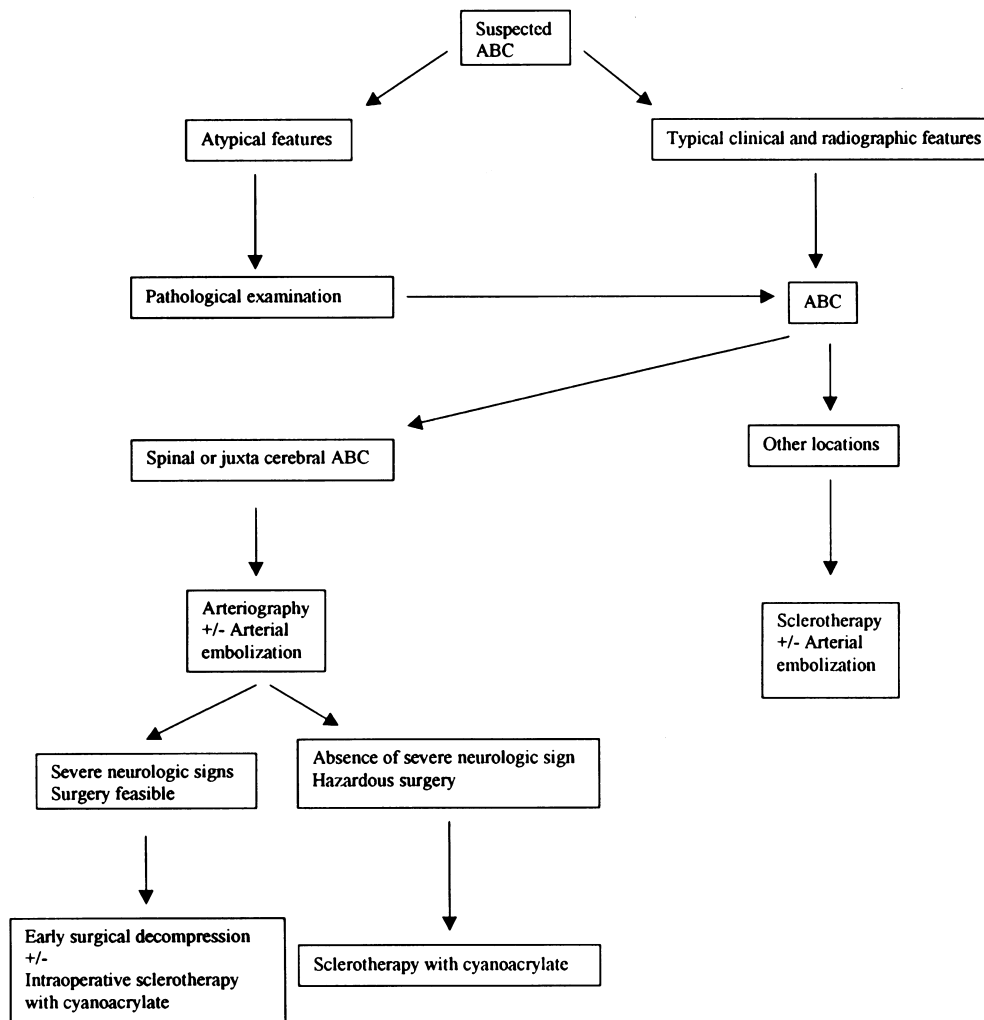 Suspected
ABC
Atypical features
Typical clinical and radiographic features
Pathological examination
ABC
Spinal or juxta cerebral ABC
Other locations
Arteriography
+/- Arterial
embolization
Sclerotherapy
+/- Arterial
embolization
Severe neurologic signs
Surgery feasible
Absence of severe neurologic sign
Hazardous surgery
Early surgical decompression
+/-
Intraoperative sclerotherapy
with cyanoacrylate
Sclerotherapy with cyanoacrylate